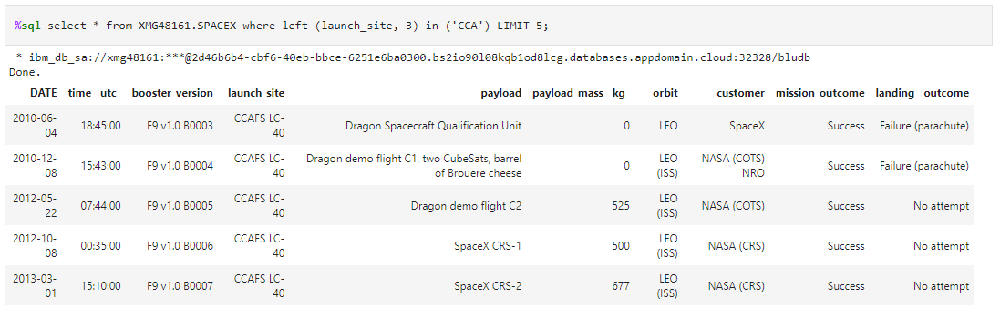 %sql select * from XMG48161.SPACEX where left (launch_site, 3) in ('CCA') LIMIT 5;
* ibm_db_sa://xmg48161:***@2d46b6b4-cbf6-40eb-bbce-6251e6ba0300.bs2io90l08kqb1od8lcg.databases.appdomain.cloud:32328/bludb
Done.
DATE time__utc_ booster_version launch_site payload payload_mass__kg_ orbit customer mission_outcome landing__outcome
2010-06-04 18:45:00 F9 v1.0 B0003 CCAFS LC-40 Dragon Spacecraft Qualification Unit 0 LEO SpaceX Success Failure (parachute)
2010-12-08 15:43:00 F9 v1.0 B0004 CCAFS LC-40 Dragon demo flight C1, two CubeSats, barrel of Brouere cheese 0 LEO (ISS) NASA (COTS) NRO Success Failure (parachute)
2012-05-22 07:44:00 F9 v1.0 B0005 CCAFS LC-40 Dragon demo flight C2 525 LEO (ISS) NASA (COTS) Success No attempt
2012-10-08 00:35:00 F9 v1.0 B0006 CCAFS LC-40 SpaceX CRS-1 500 LEO (ISS) NASA (CRS) Success No attempt
2013-03-01 15:10:00 F9 v1.0 B0007 CCAFS LC-40 SpaceX CRS-2 677 LEO (ISS) NASA (CRS) Success No attempt